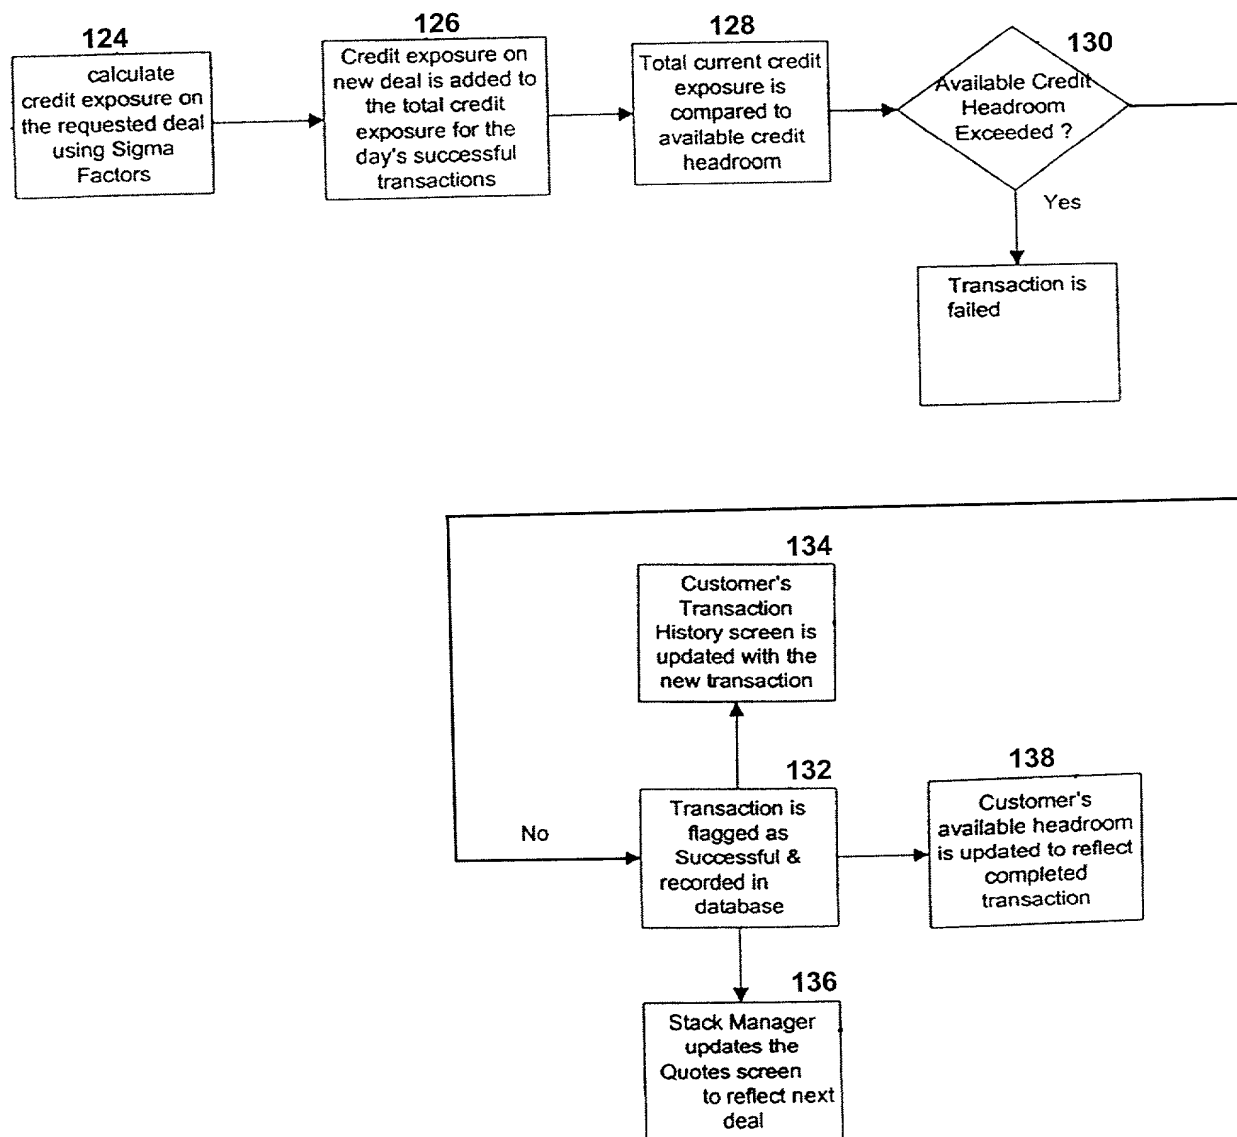 124
calculate
credit exposure on
the requested deal
using Sigma
Factors
126
Credit exposure on
new deal is added to
the total credit
exposure for the
day's successful
transactions
128
Total current credit
exposure is
compared to
available credit
headroom
130
Available Credit
Headroom
Exceeded ?
Yes
Transaction is
failed
134
Customer's
Transaction
History screen is
updated with the
new transaction
No
132
Transaction is
flagged as
Successful &
recorded in
database
138
Customer's
available headroom
is updated to reflect
completed
transaction
136
Stack Manager
updates the
Quotes screen
to reflect next
deal